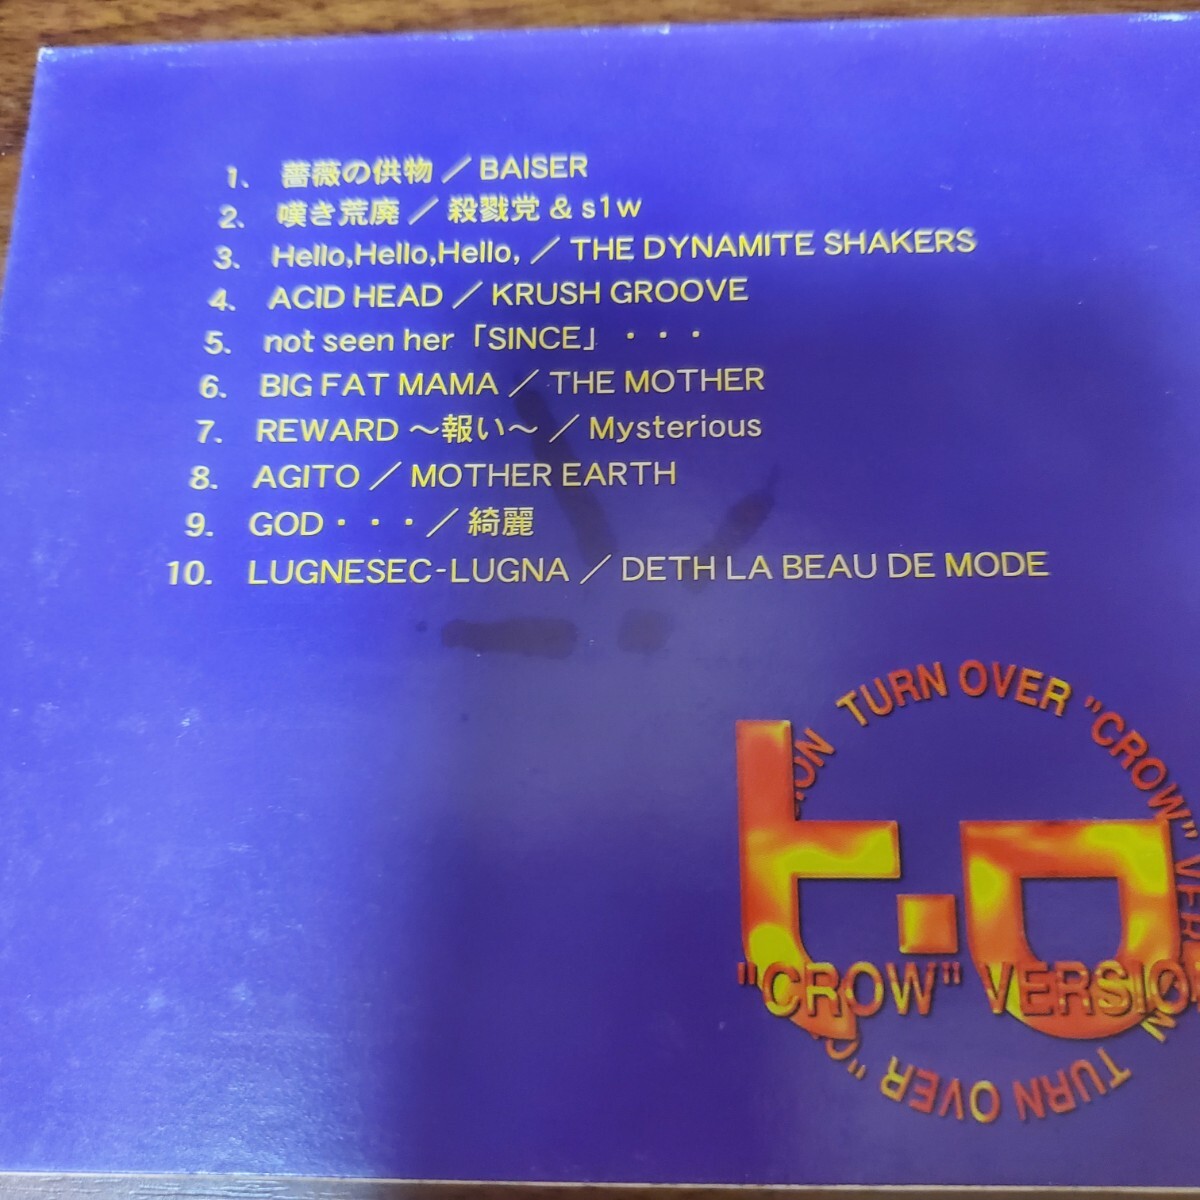 1. 薔薇の供物／BAISER
2. 嘆き荒廃／殺戮党 & s1w
3. Hello,Hello,Hello,／THE DYNAMITE SHAKERS
4. ACID HEAD／KRUSH GROOVE
5. not seen her「SINCE」・・・
6. BIG FAT MAMA／THE MOTHER
7. REWARD ～報い～／Mysterious
8. AGITO／MOTHER EARTH
9. GOD・・・／綺麗
10. LUGNESEC-LUGNA／DETH LA BEAU DE MODE
TURN OVER "CROW" VER
t.o
"CROW" VERSION
TURN OVER "C